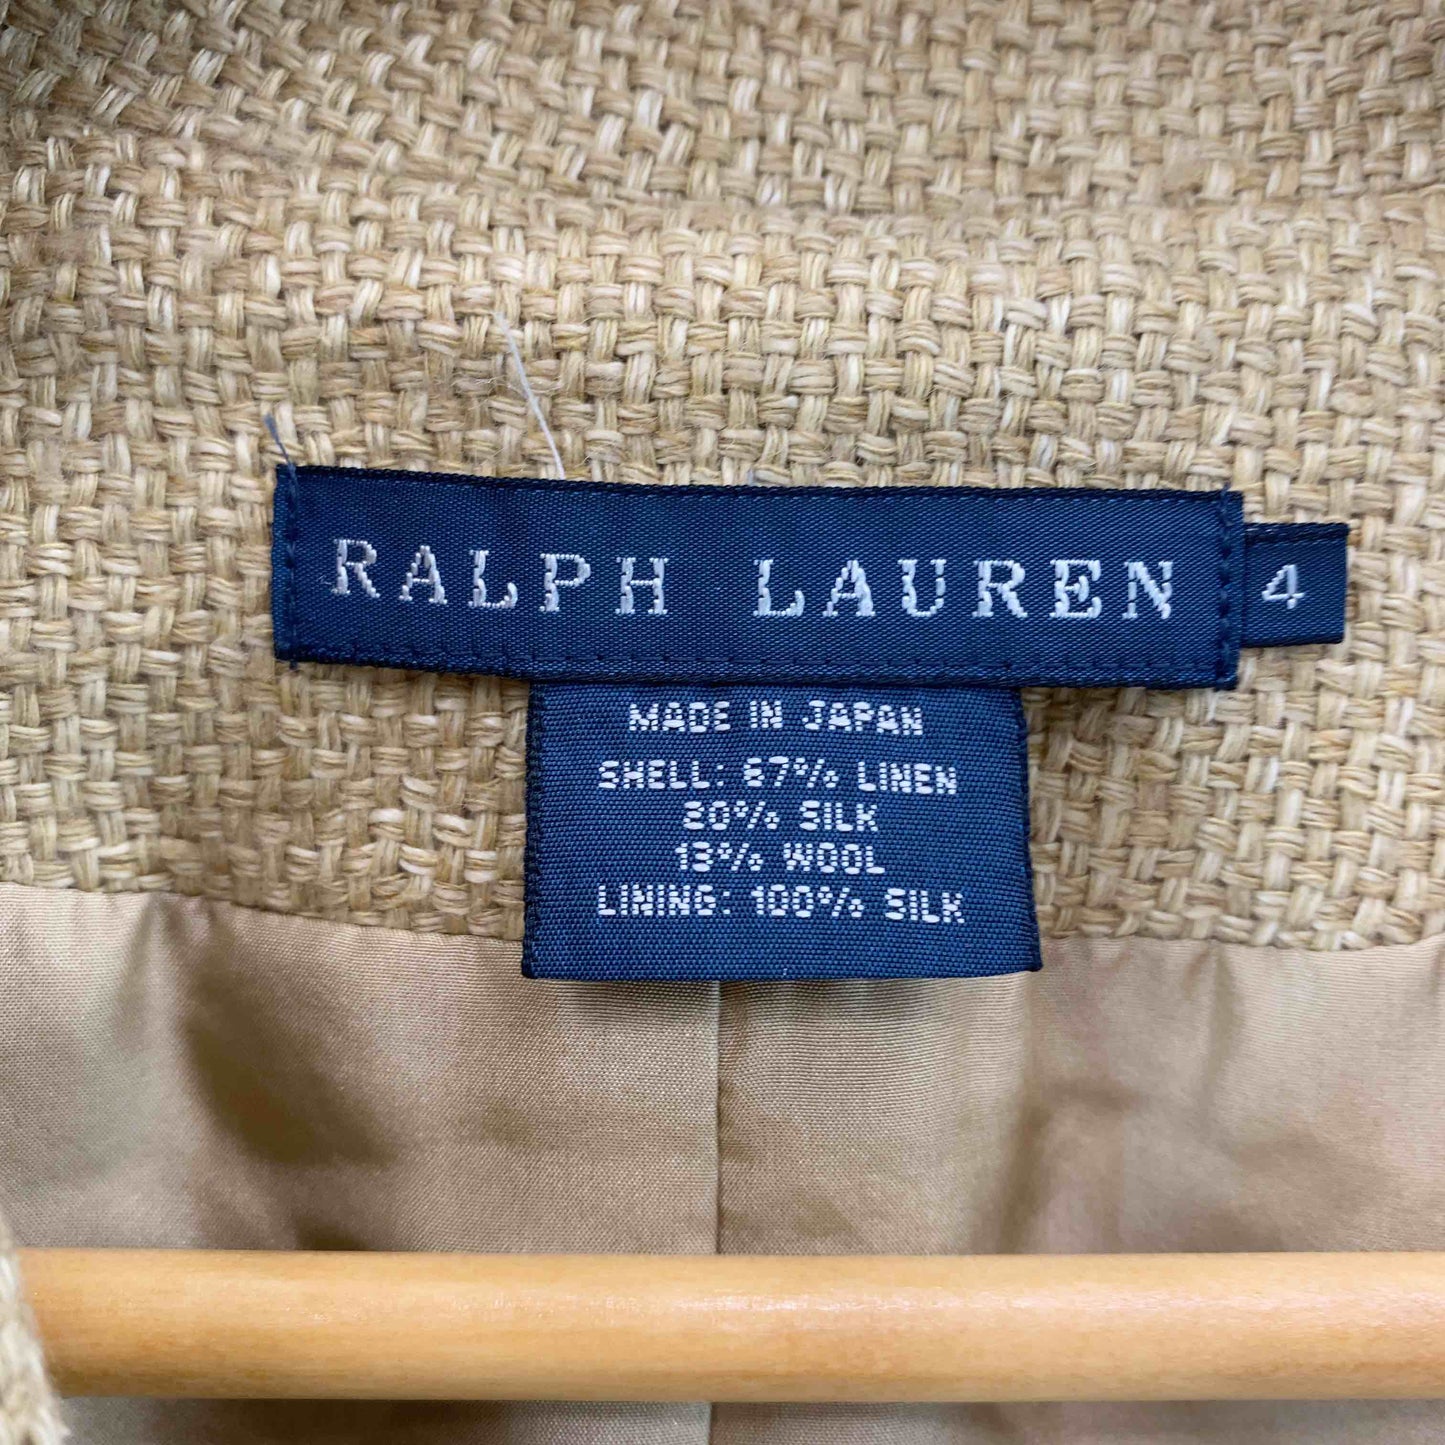 RALPH LAUREN 4
MADE IN JAPAN
SHELL: 67% LINEN
20% SILK
13% WOOL
LINING: 100% SILK